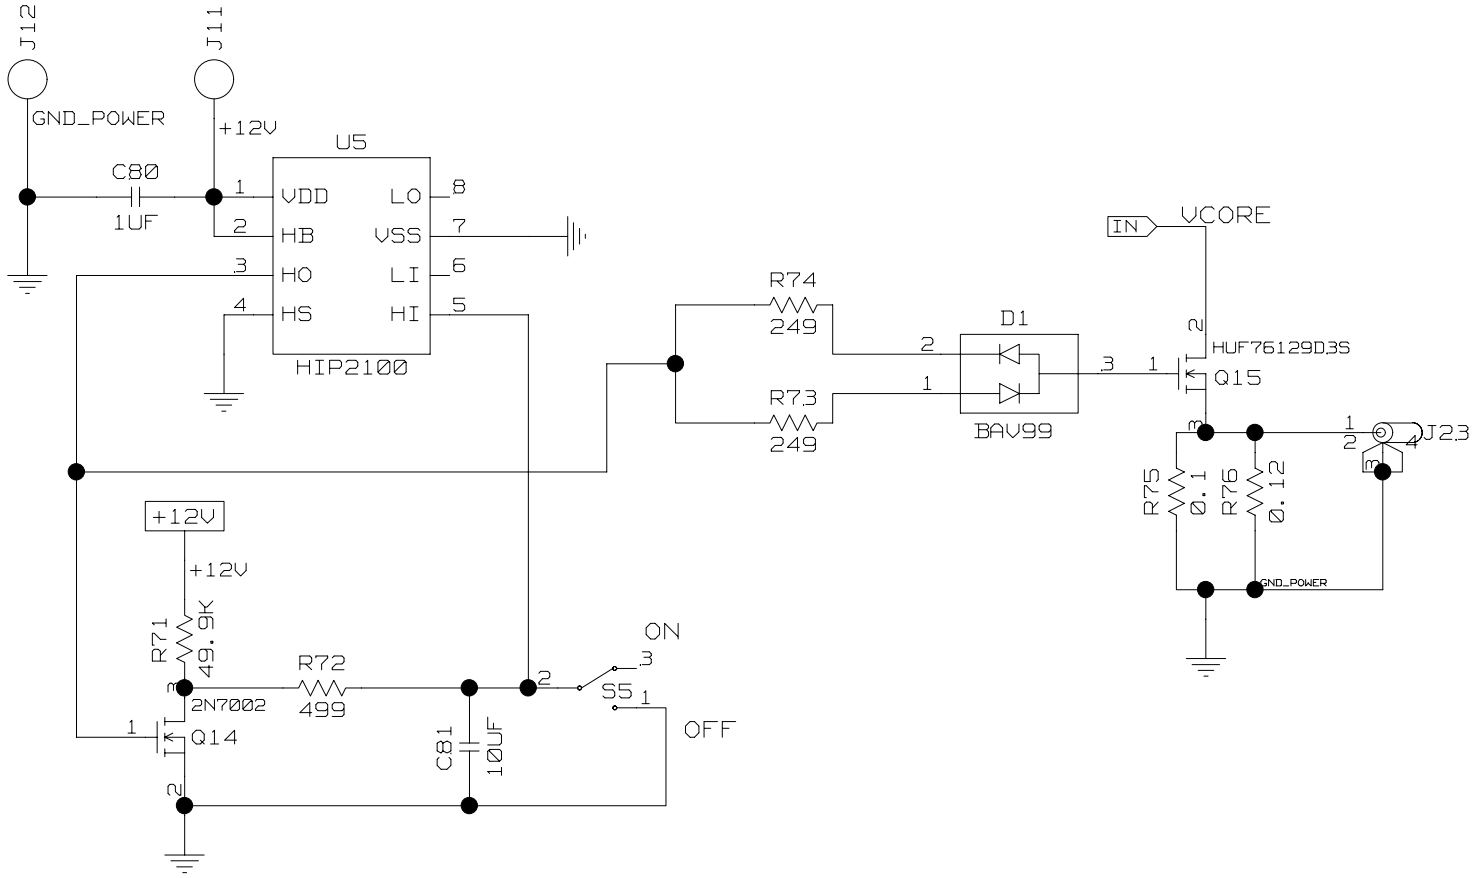 J12
J11
GND_POWER
+12V
U5
C80
1UF
1
VDD
LO
8
2
HB
VSS
7
3
HO
LI
6
4
HS
HI
5
HIP2100
VCORE
IN
R74
249
R73
249
D1
2
1
3
BAV99
2
HUF76129D3S
1
Q15
3
1
2
J23
4
3
R75
0.1
R76
0.12
GND_POWER
+12V
+12V
R71
49.9K
R72
499
3
2N7002
1
Q14
2
C81
10UF
2
ON
3
S5
1
OFF